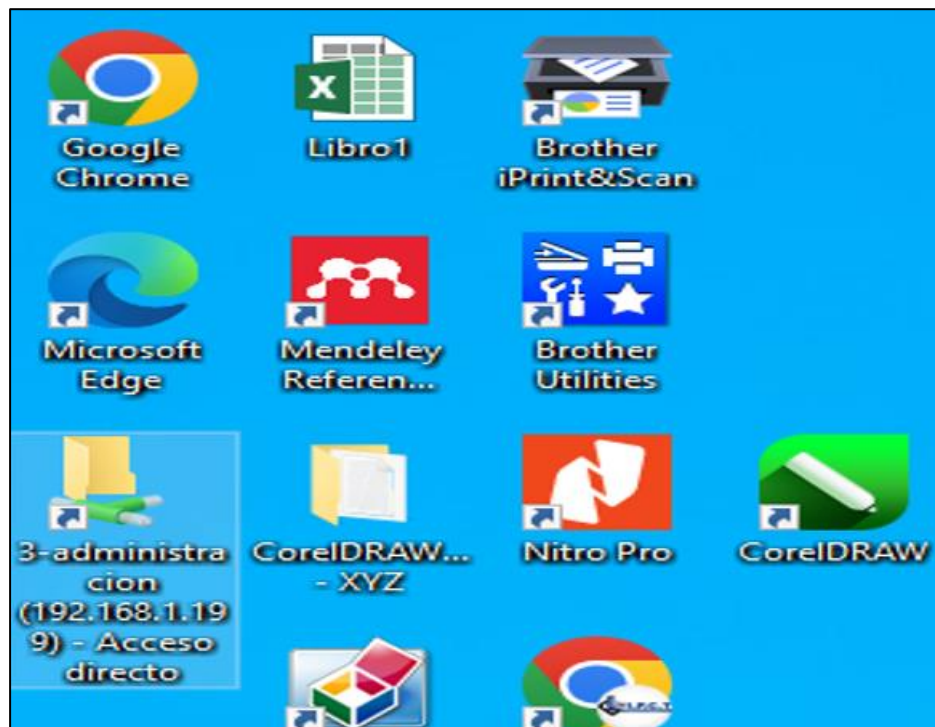 Google
Chrome
Libro1
Brother
iPrint&Scan
Microsoft
Edge
Mendeley
Referen...
Brother
Utilities
3-administra
cion
(192.168.1.19
9) - Acceso
directo
CorelDRAW...
- XYZ
Nitro Pro
CorelDRAW